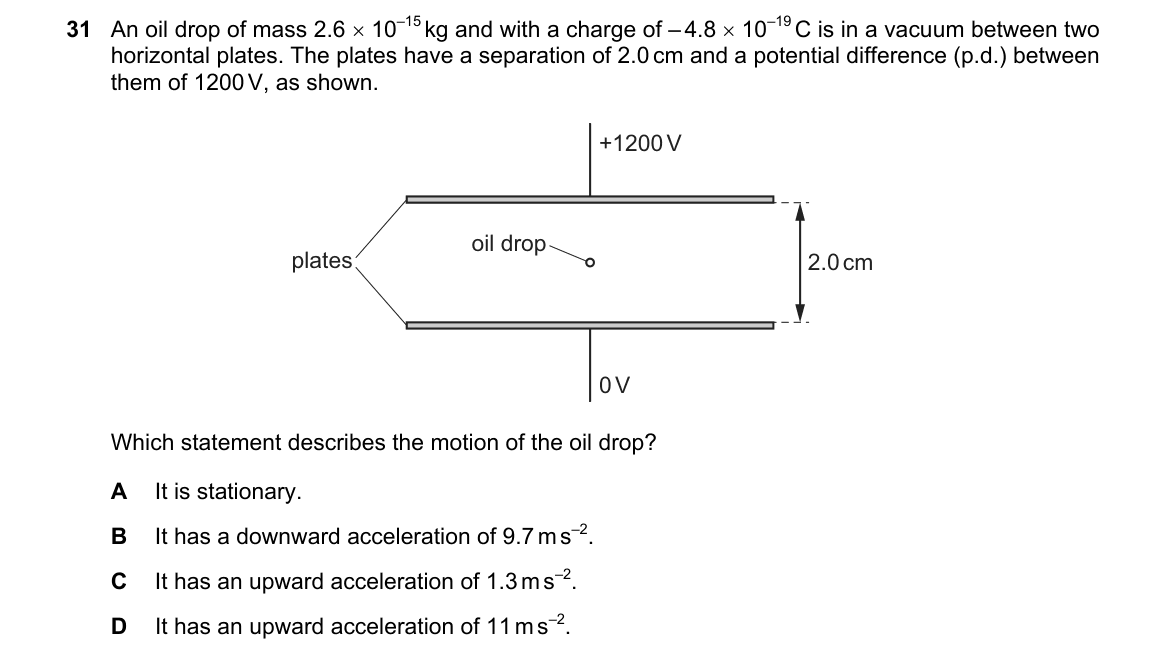 31 An oil drop of mass 2.6 × 10⁻¹⁵ kg and with a charge of –4.8 × 10⁻¹⁹ C is in a vacuum between two
horizontal plates. The plates have a separation of 2.0 cm and a potential difference (p.d.) between
them of 1200 V, as shown.
+1200 V
oil drop
plates
2.0 cm
0 V
Which statement describes the motion of the oil drop?
A It is stationary.
B It has a downward acceleration of 9.7 m s⁻².
C It has an upward acceleration of 1.3 m s⁻².
D It has an upward acceleration of 11 m s⁻².